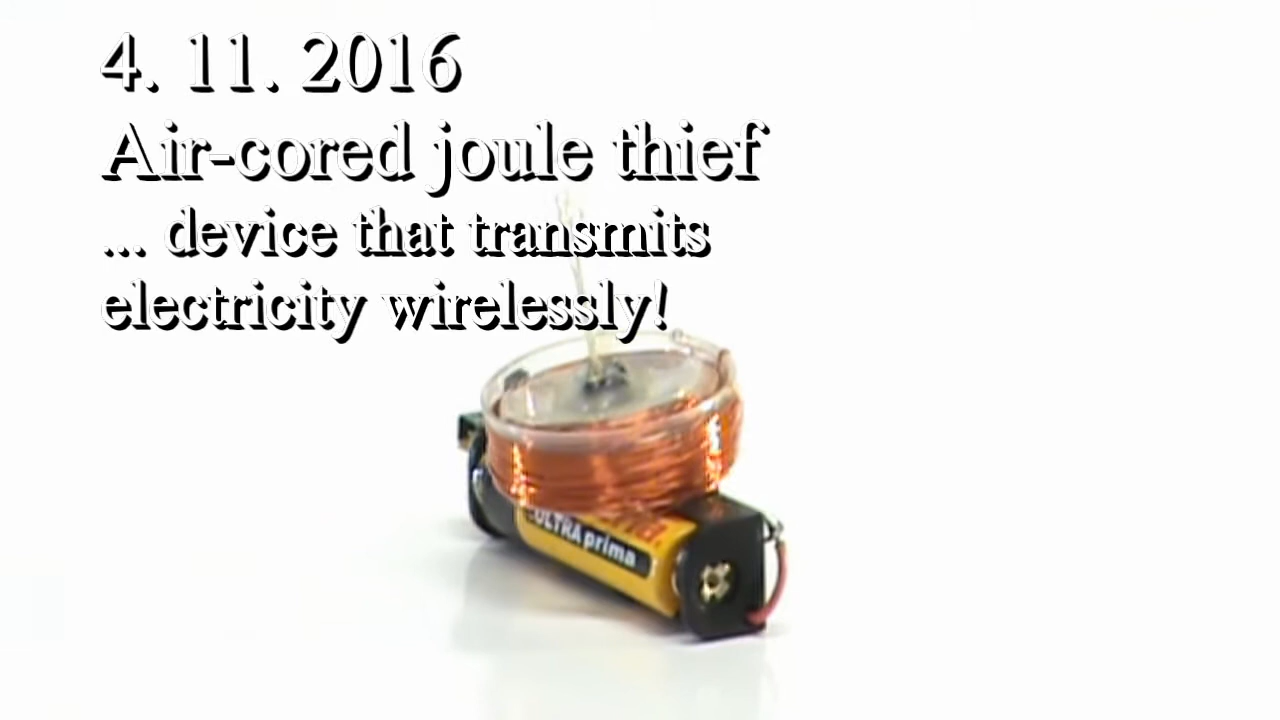 4. 11. 2016
Air-cored joule thief
... device that transmits
electricity wirelessly!
ULTRA prima